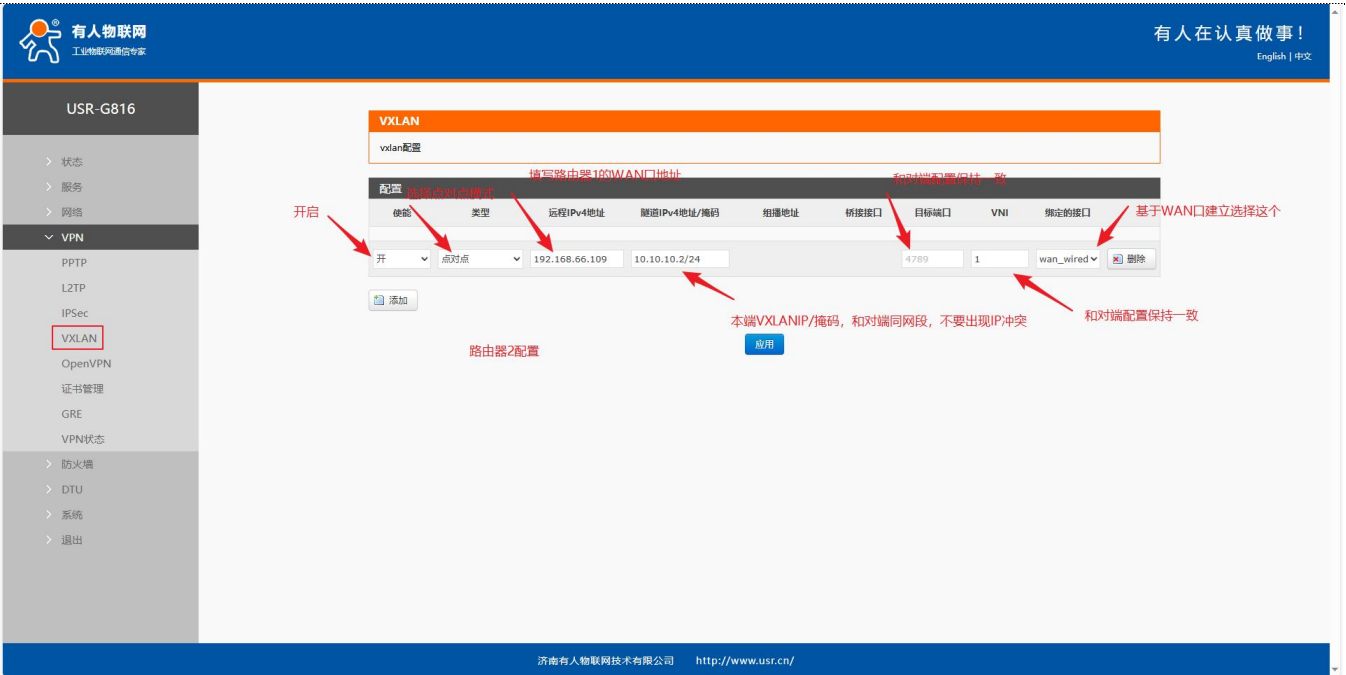 有人物联网
工业物联网通信专家
有人在认真做事！
English | 中文
USR-G816
状态
服务
网络
VPN
PPTP
L2TP
IPSec
VXLAN
OpenVPN
证书管理
GRE
VPN状态
防火墙
DTU
系统
退出
VXLAN
vxlan配置
填写路由器1的WAN口地址
和对端配置保持一致
配置
选择点对点模式
开启
使能 类型 远程IPv4地址 隧道IPv4地址/掩码 组播地址 桥接接口 目标端口 VNI 绑定的接口
基于WAN口建立选择这个
开 点对点 192.168.66.109 10.10.10.2/24 4789 1 wan_wired 删除
添加
本端VXLANIP/掩码，和对端同网段，不要出现IP冲突
和对端配置保持一致
应用
路由器2配置
济南有人物联网技术有限公司 http://www.usr.cn/